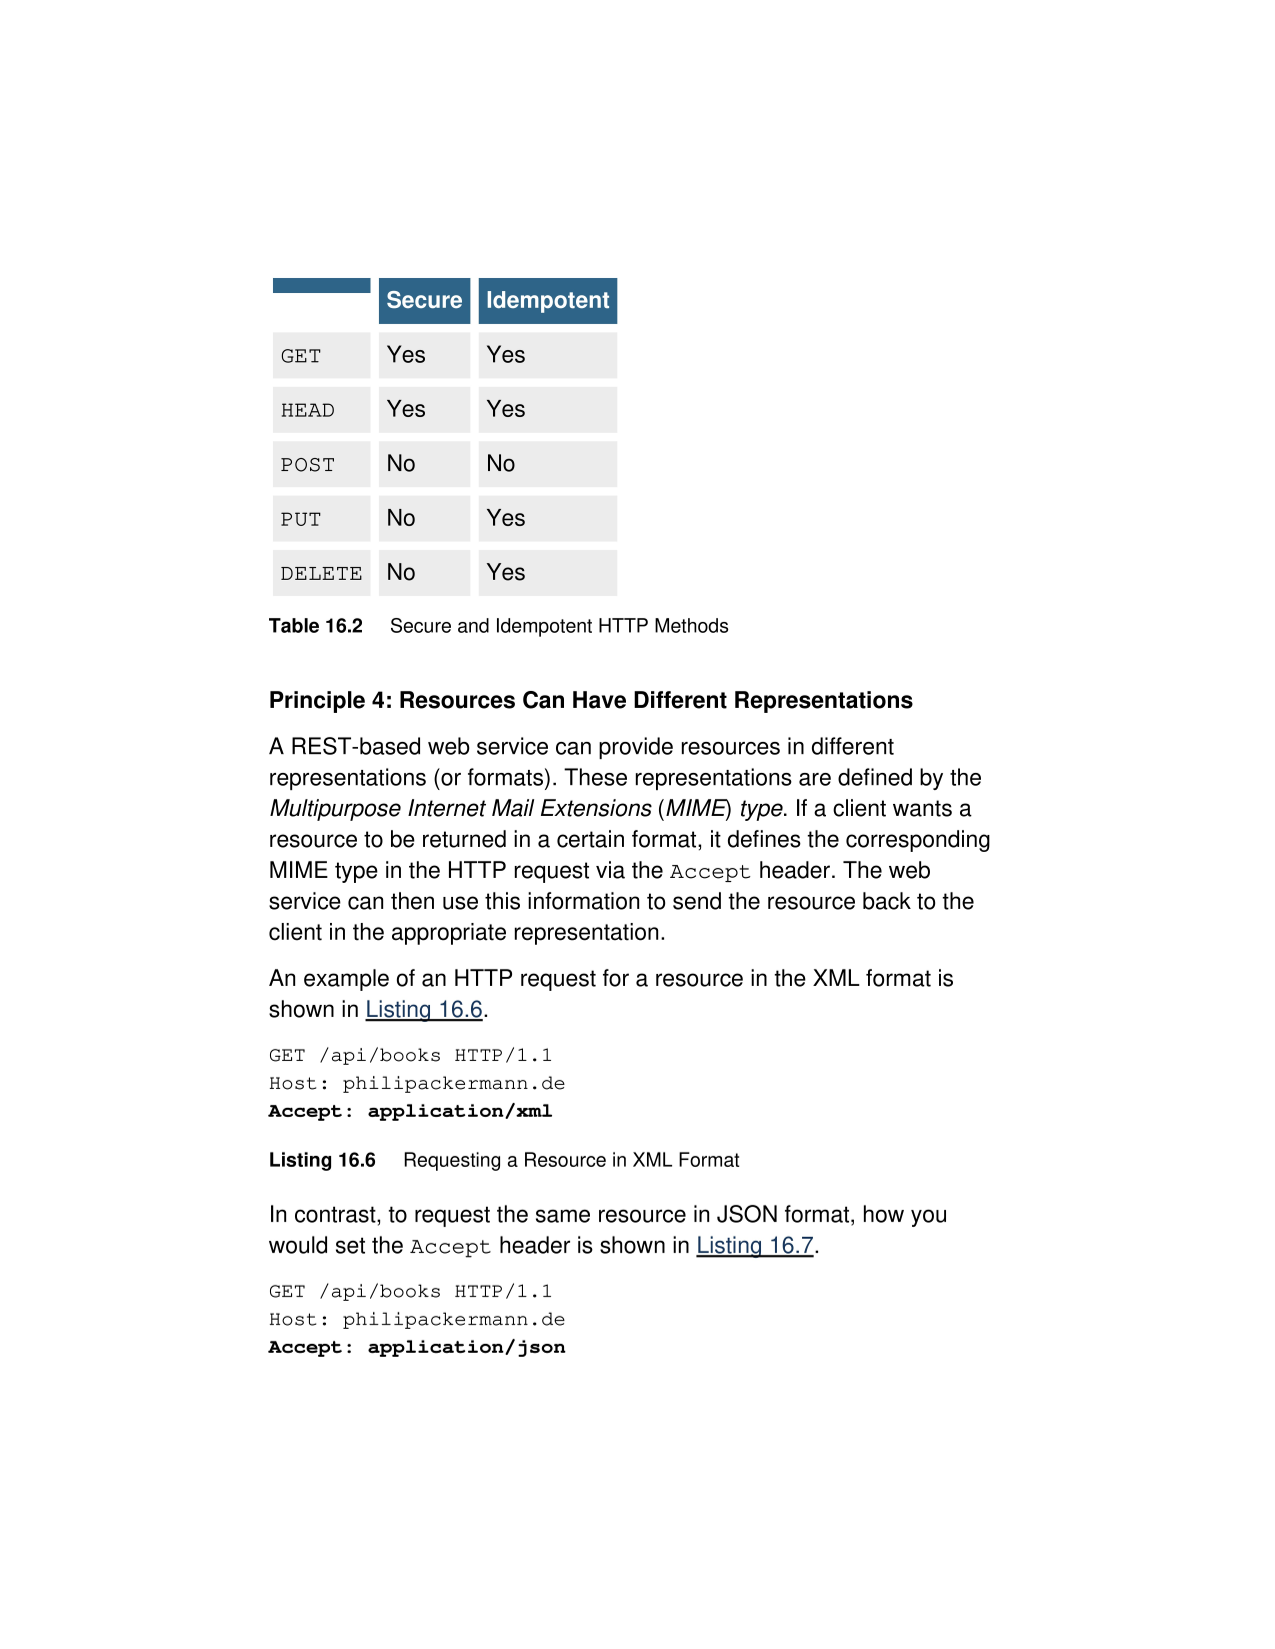 Secure Idempotent
GET Yes Yes
HEAD Yes Yes
POST No No
PUT No Yes
DELETE No Yes
Table 16.2 Secure and Idempotent HTTP Methods
Principle 4: Resources Can Have Different Representations
A REST-based web service can provide resources in different
representations (or formats). These representations are defined by the
Multipurpose Internet Mail Extensions (MIME) type. If a client wants a
resource to be returned in a certain format, it defines the corresponding
MIME type in the HTTP request via the Accept header. The web
service can then use this information to send the resource back to the
client in the appropriate representation.
An example of an HTTP request for a resource in the XML format is
shown in Listing 16.6.
GET /api/books HTTP/1.1
Host: philipackermann.de
Accept: application/xml
Listing 16.6 Requesting a Resource in XML Format
In contrast, to request the same resource in JSON format, how you
would set the Accept header is shown in Listing 16.7.
GET /api/books HTTP/1.1
Host: philipackermann.de
Accept: application/json